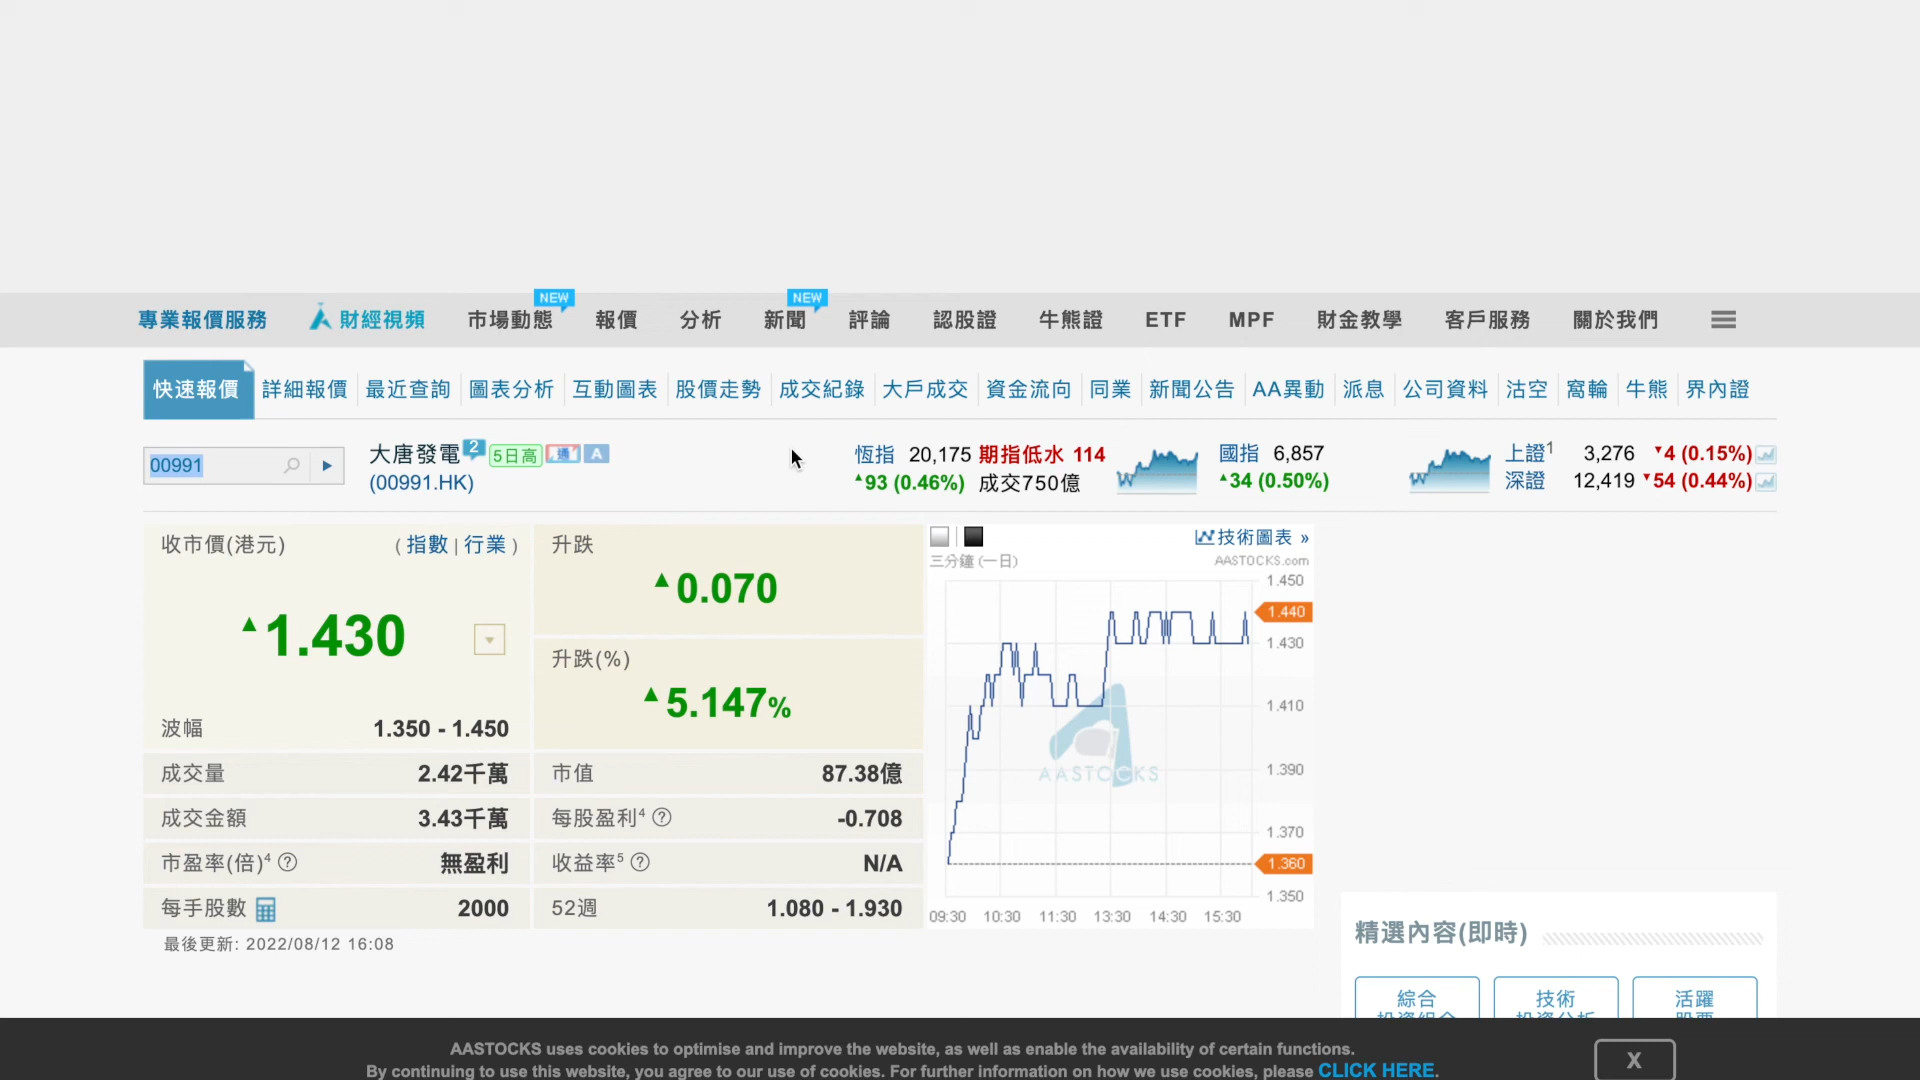 NEW NEW
專業報價服務 財經視頻 市場動態 報價 分析 新聞 評論 認股證 牛熊證 ETF MPF 財金教學 客戶服務 關於我們
快速報價 詳細報價 最近查詢 圖表分析 互動圖表 股價走勢 成交紀錄 大戶成交 資金流向 同業 新聞公告 AA異動 派息 公司資料 沽空 窩輪 牛熊 界內證
00991
大唐發電 2 5日高 通 A
(00991.HK)
恆指 20,175 期指低水 114
▲93 (0.46%) 成交750億
國指 6,857
▲34 (0.50%)
上證1 3,276 ▼4 (0.15%)
深證 12,419 ▼54 (0.44%)
收市價(港元) ( 指數 | 行業 )
▲1.430
波幅 1.350 - 1.450
升跌
▲0.070
升跌(%)
▲5.147%
成交量 2.42千萬 市值 87.38億
成交金額 3.43千萬 每股盈利4 ? -0.708
市盈率(倍)4 ? 無盈利 收益率5 ? N/A
每手股數 2000 52週 1.080 - 1.930
最後更新: 2022/08/12 16:08
技術圖表 »
三分鐘 (一日) AASTOCKS.com
1.450
1.440
1.430
1.410
1.390
1.370
1.360
1.350
AASTOCKS
09:30 10:30 11:30 13:30 14:30 15:30
精選內容(即時)
綜合 技術 活躍
AASTOCKS uses cookies to optimise and improve the website, as well as enable the availability of certain functions.
By continuing to use this website, you agree to our use of cookies. For further information on how we use cookies, please CLICK HERE.
X